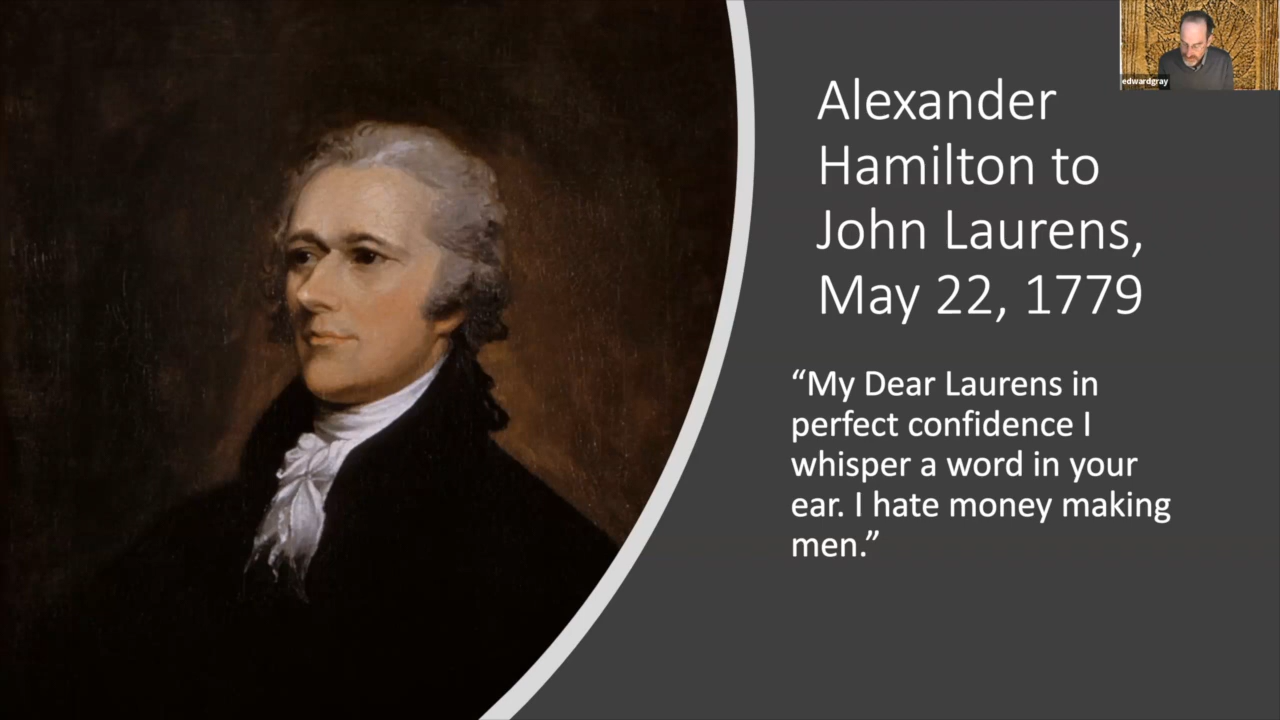 edwardgray
Alexander
Hamilton to
John Laurens,
May 22, 1779
“My Dear Laurens in
perfect confidence I
whisper a word in your
ear. I hate money making
men.”